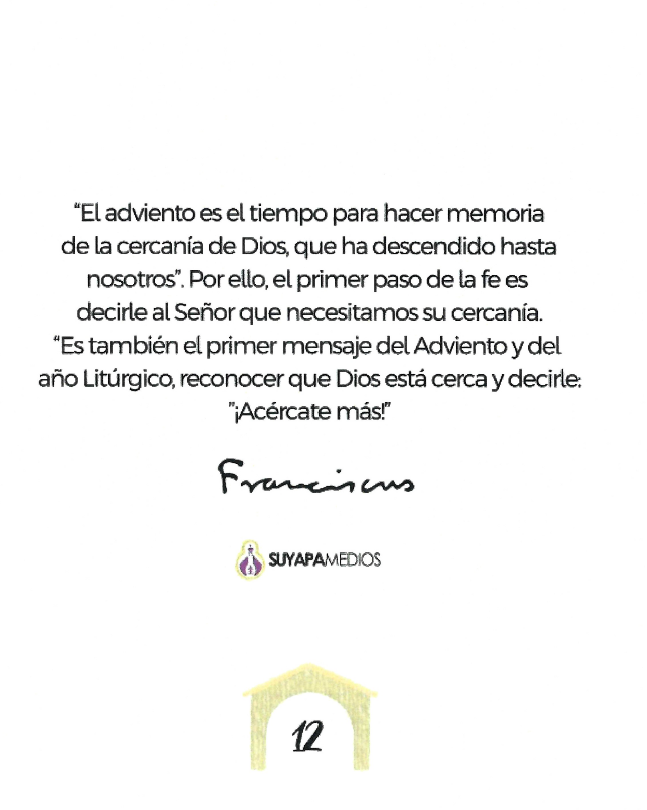 “El adviento es el tiempo para hacer memoria
de la cercanía de Dios, que ha descendido hasta
nosotros”. Por ello, el primer paso de la fe es
decirle al Señor que necesitamos su cercanía.
“Es también el primer mensaje del Adviento y del
año Litúrgico, reconocer que Dios está cerca y decirle:
”¡Acércate más!”
Franciscus
SUYAPAMEDIOS
12